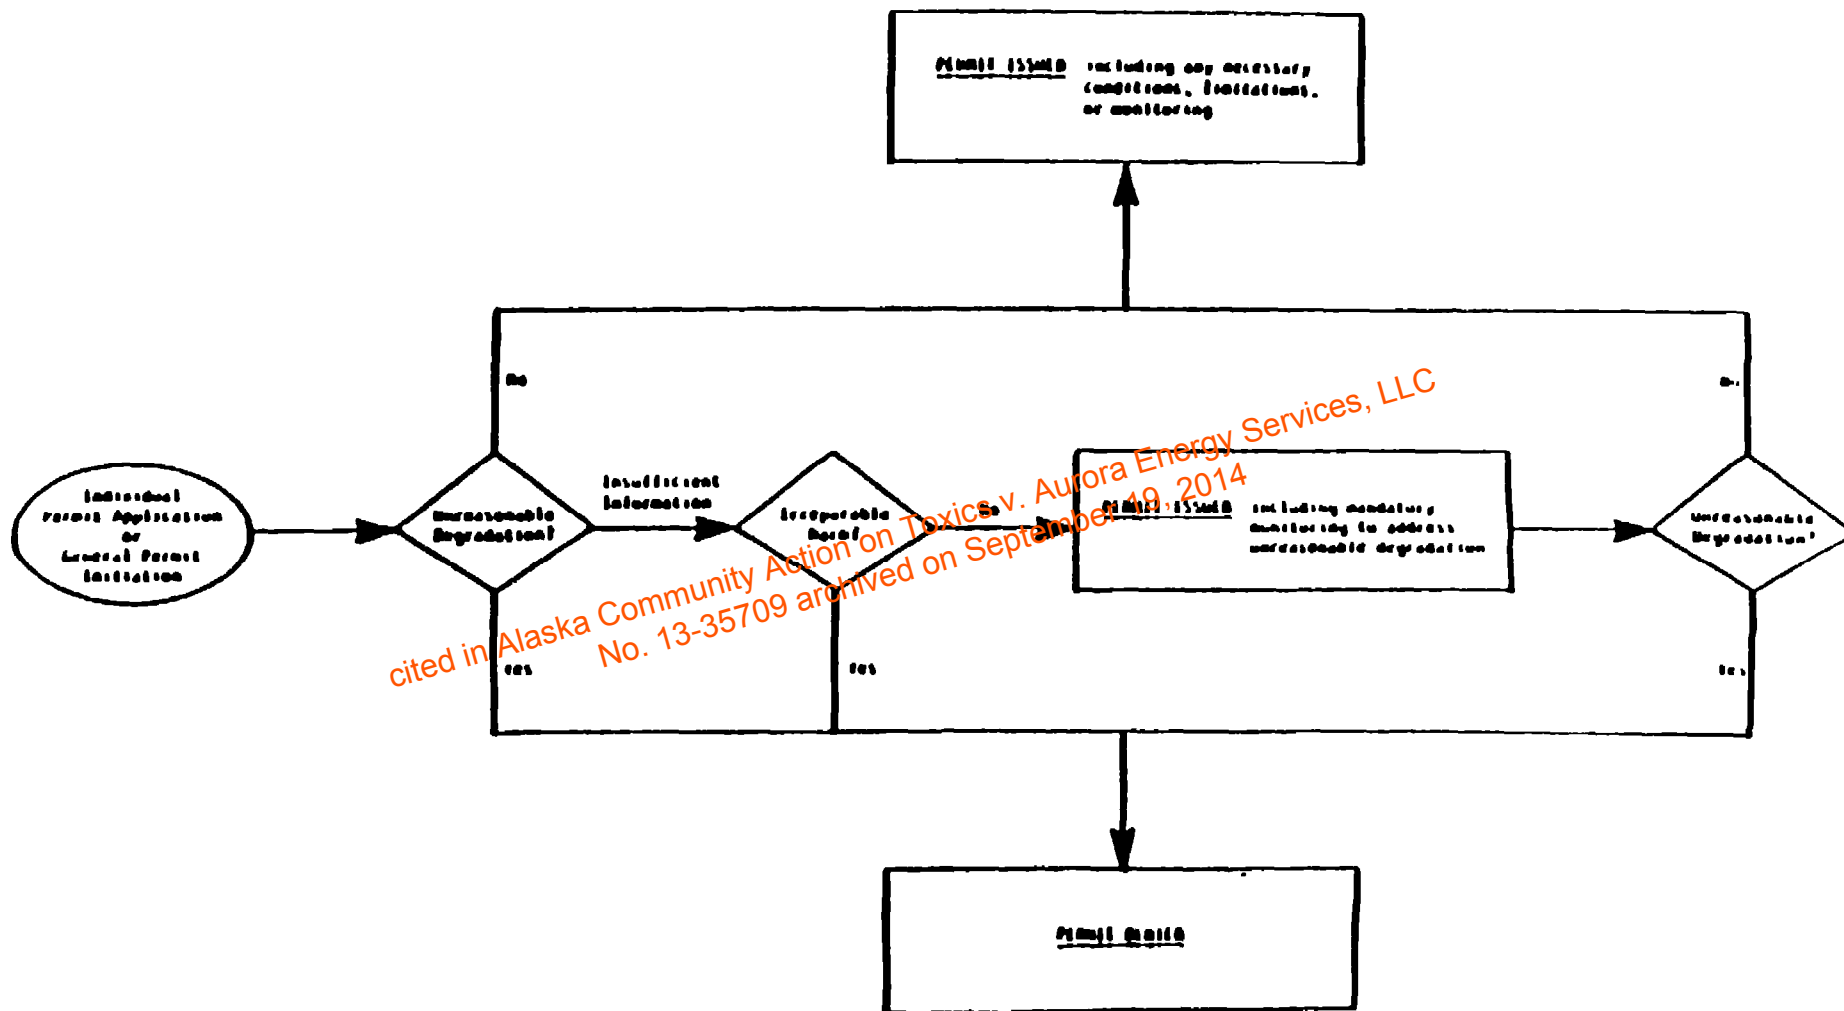 PERMIT ISSUED including any necessary
conditions, limitations,
or monitoring
No
No
Individual
Permit Application
or
General Permit
Initiation
Unreasonable
Degradation?
Insufficient
Information
Irreparable
Harm?
No
PERMIT ISSUED including mandatory
monitoring to address
unreasonable degradation
Unreasonable
Degradation?
Yes
Yes
Yes
PERMIT DENIED
cited in Alaska Community Action on Toxics v. Aurora Energy Services, LLC
No. 13-35709 archived on September 19, 2014